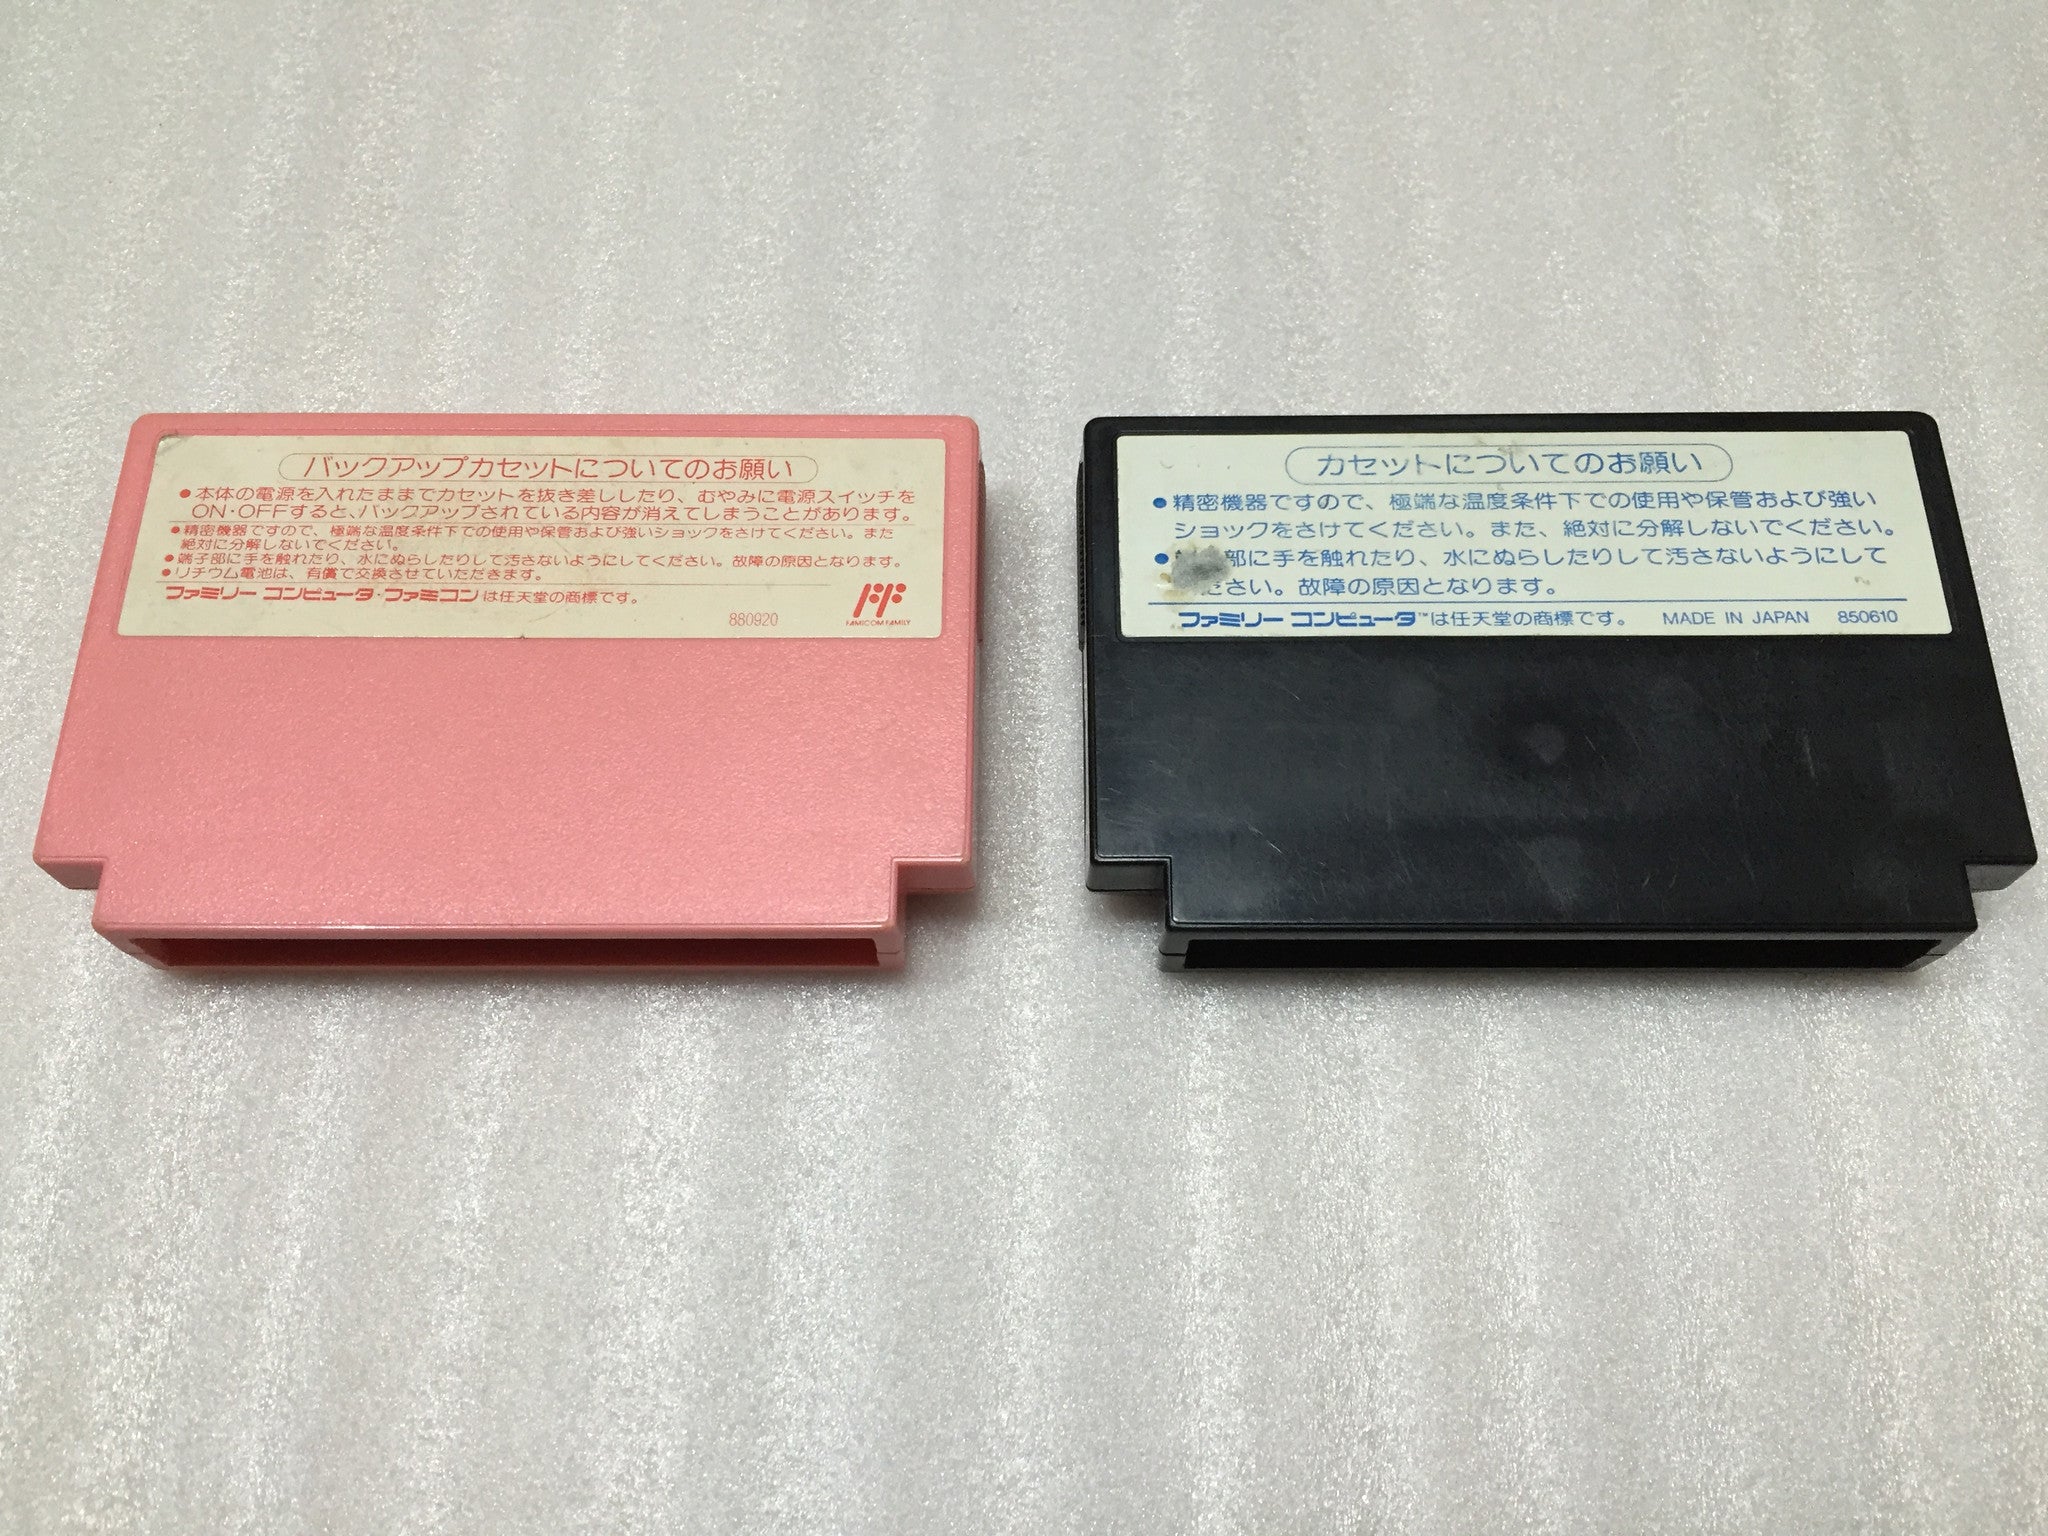 バックアップカセットについてのお願い
●本体の電源を入れたままでカセットを抜き差ししたり、むやみに電源スイッチを
ON·OFFすると、バックアップされている内容が消えてしまうことがあります。
●精密機器ですので、極端な温度条件下での使用や保管および強いショックをさけてください。また
絶対に分解しないでください。
●端子部に手を触れたり、水にぬらしたりして汚さないようにしてください。故障の原因となります。
●リチウム電池は、有償で交換させていただきます。
ファミリー コンピュータ・ファミコンは任天堂の商標です。
880920
FAMICOM FAMILY
カセットについてのお願い
●精密機器ですので、極端な温度条件下での使用や保管および強い
ショックをさけてください。また、絶対に分解しないでください。
●端子部に手を触れたり、水にぬらしたりして汚さないようにして
ださい。故障の原因となります。
ファミリー コンピュータ™は任天堂の商標です。 MADE IN JAPAN 850610